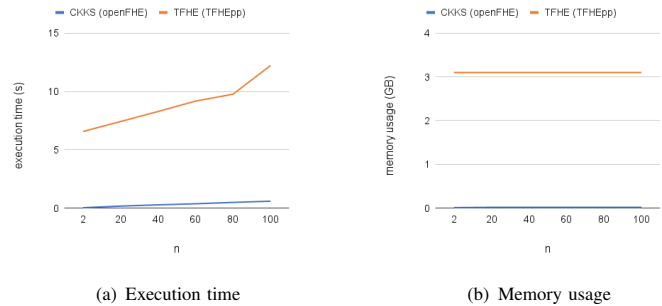 CKKS (openFHE) TFHE (TFHEpp)
15
10
5
0
execution time (s)
2 20 40 60 80 100
n
(a) Execution time
CKKS (openFHE) TFHE (TFHEpp)
4
3
2
1
0
memory usage (GB)
2 20 40 60 80 100
n
(b) Memory usage